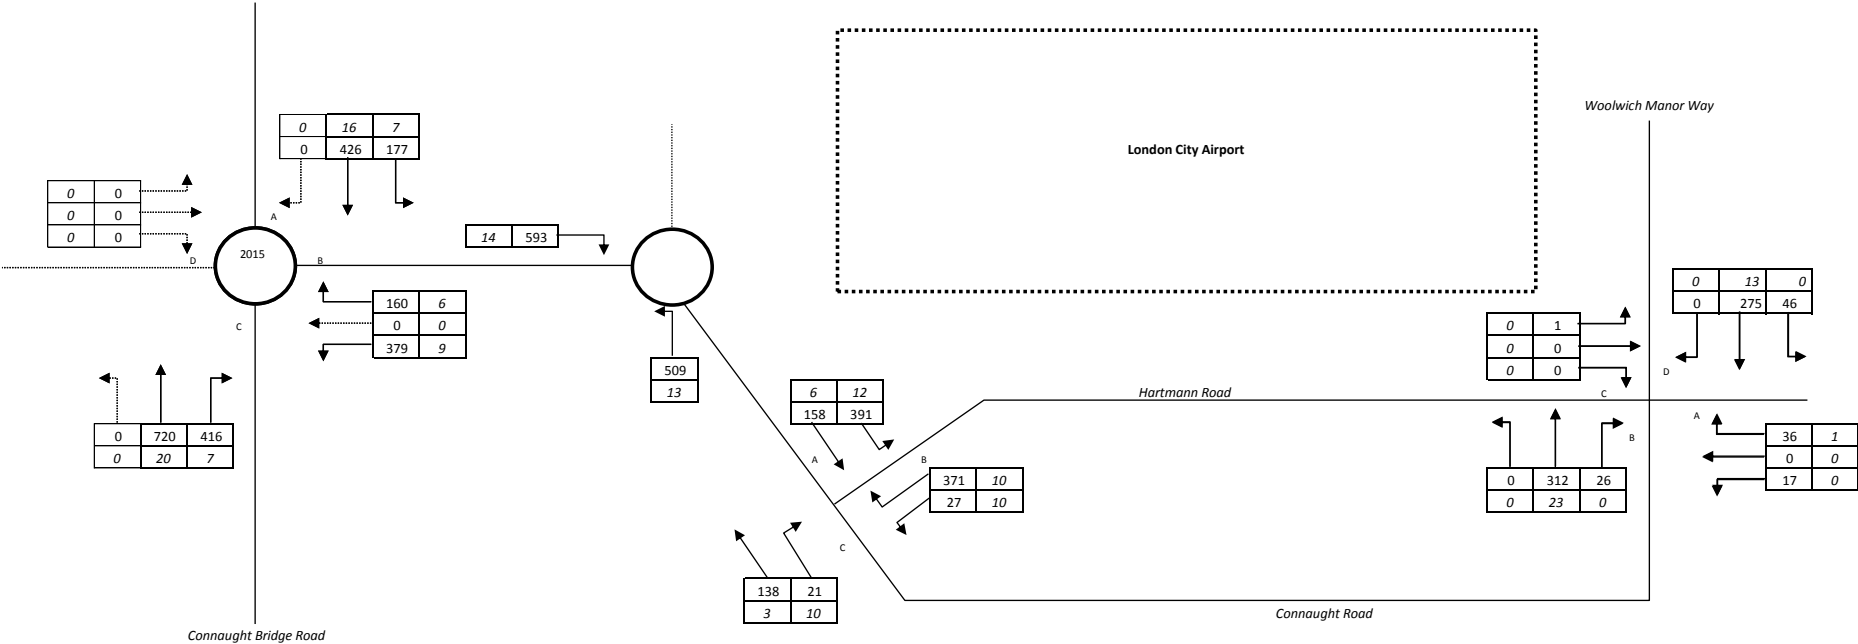 Woolwich Manor Way
0 16 7
0 426 177
London City Airport
0 0
0 0
0 0
A
14 593
2015
D
B
0 13 0
0 275 46
160 6
0 0
379 9
C
0 1
0 0
0 0
509
13
D
6 12
158 391
Hartmann Road
C
A
0 720 416
0 20 7
B
36 1
0 0
17 0
A
B
371 10
27 10
0 312 26
0 23 0
C
138 21
3 10
Connaught Road
Connaught Bridge Road